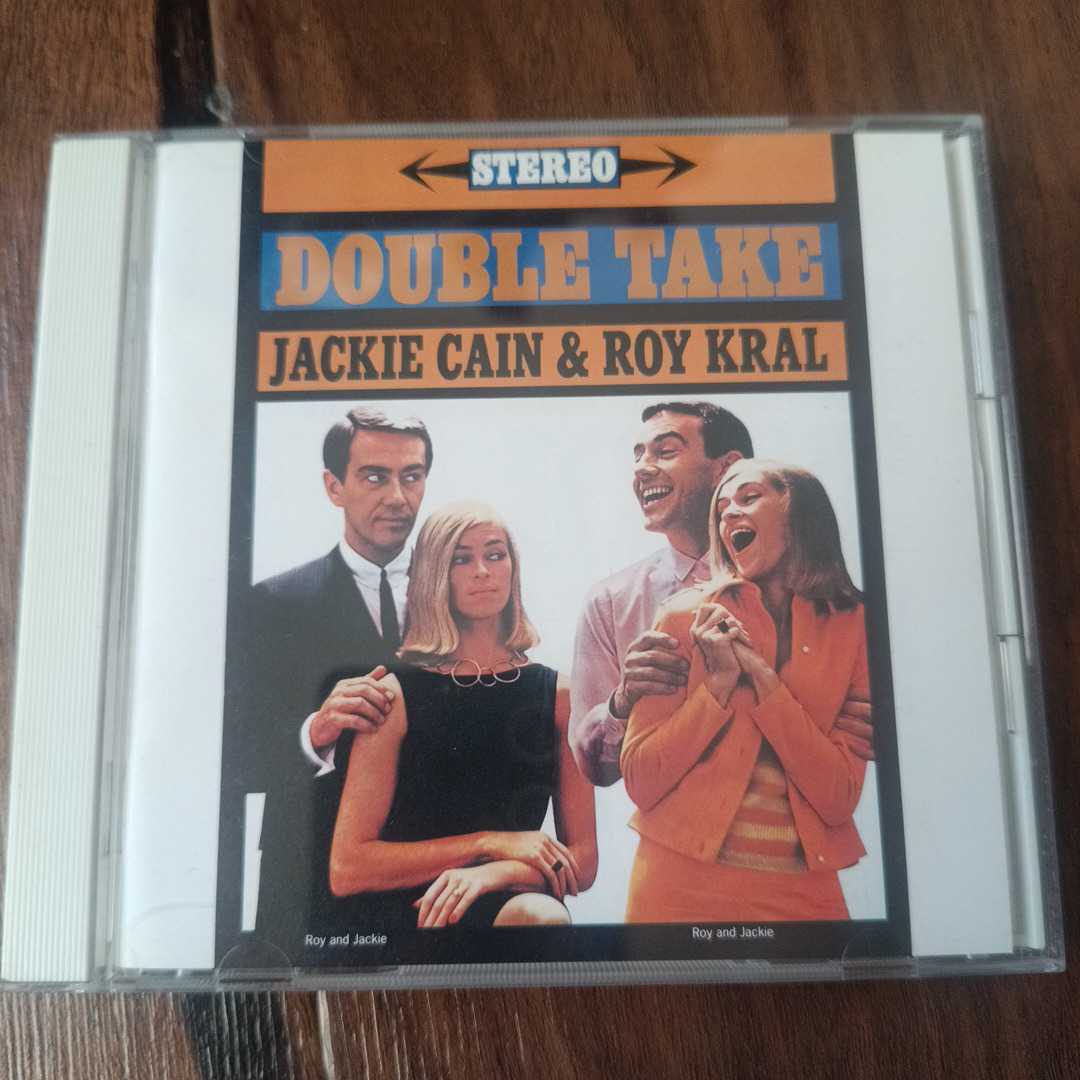 STEREO
DOUBLE TAKE
JACKIE CAIN & ROY KRAL
Roy and Jackie
Roy and Jackie